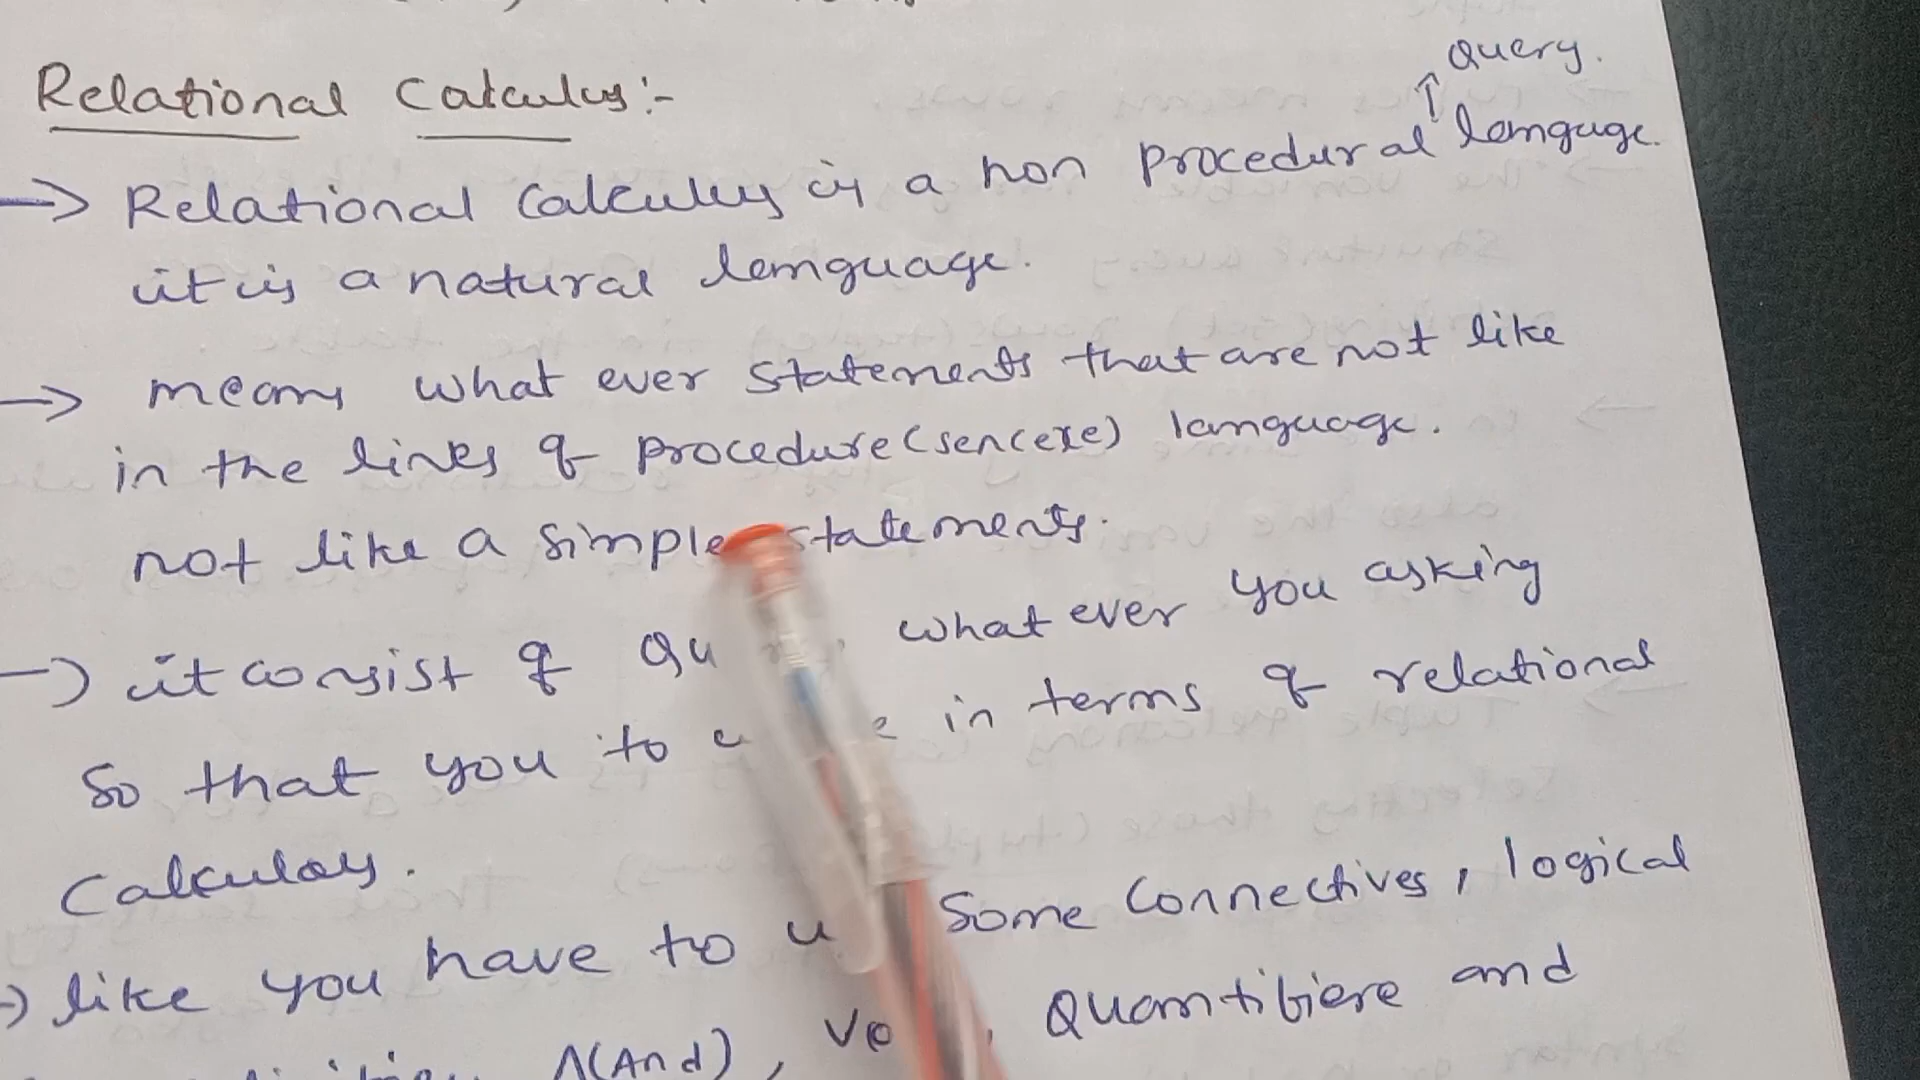 Relational Calculus:-
query.
→ Relational Calculus is a non procedural languge.
it is a natural language.
→ means what ever statements that are not like
in the lines of procedure(sencexe) language.
not like a simple statements.
→ it consist of what ever you asking
So that you to in terms of relational
Calculas.
→ like you have to some Connectives, logical
Λ(And), Quantifiere and